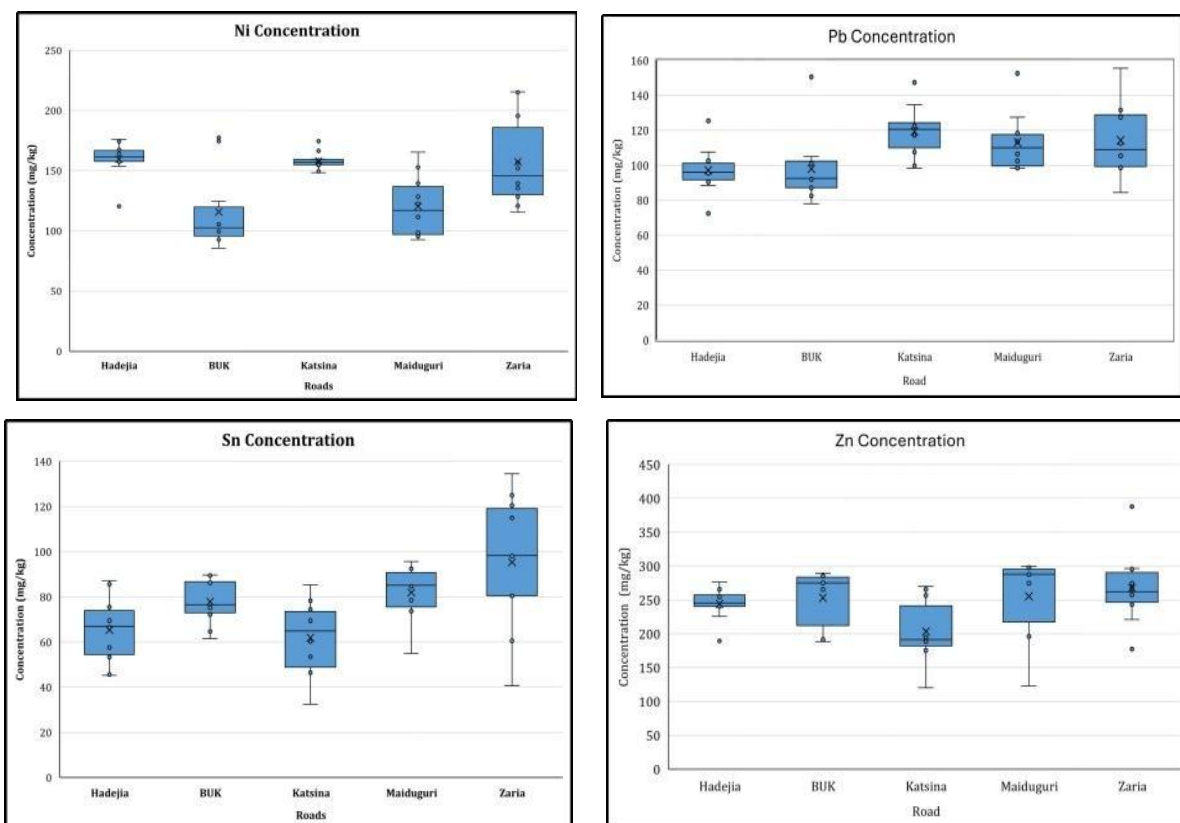 Ni Concentration
250
200
150
100
50
0
Concentration (mg/kg)
Hadejia BUK Katsina Maiduguri Zaria
Roads
Pb Concentration
160
140
120
100
80
60
40
20
0
Concentration (mg/kg)
Hadejia BUK Katsina Maiduguri Zaria
Road
Sn Concentration
140
120
100
80
60
40
20
0
Concentration (mg/kg)
Hadejia BUK Katsina Maiduguri Zaria
Roads
Zn Concentration
450
400
350
300
250
200
150
100
50
0
Concentration (mg/kg)
Hadejia BUK Katsina Maiduguri Zaria
Road